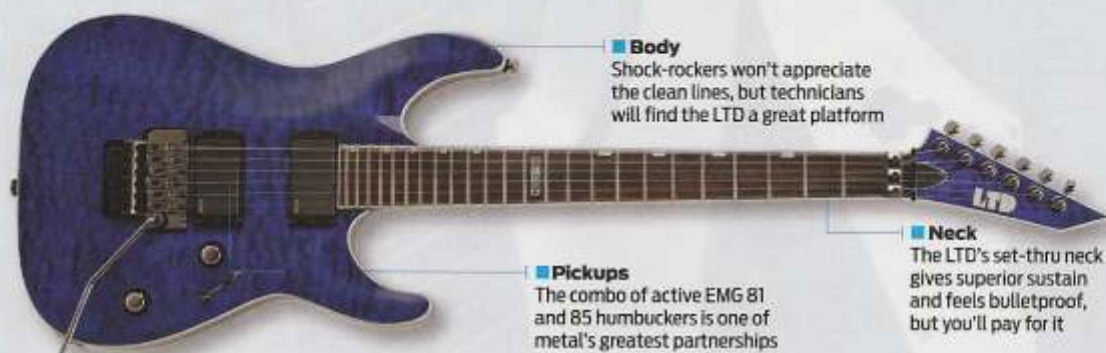 Body
Shock-rockers won't appreciate
the clean lines, but technicians
will find the LTD a great platform
LTD
Neck
The LTD's set-thru neck
gives superior sustain
and feels bulletproof,
but you'll pay for it
Pickups
The combo of active EMG 81
and 85 humbuckers is one of
metal's greatest partnerships